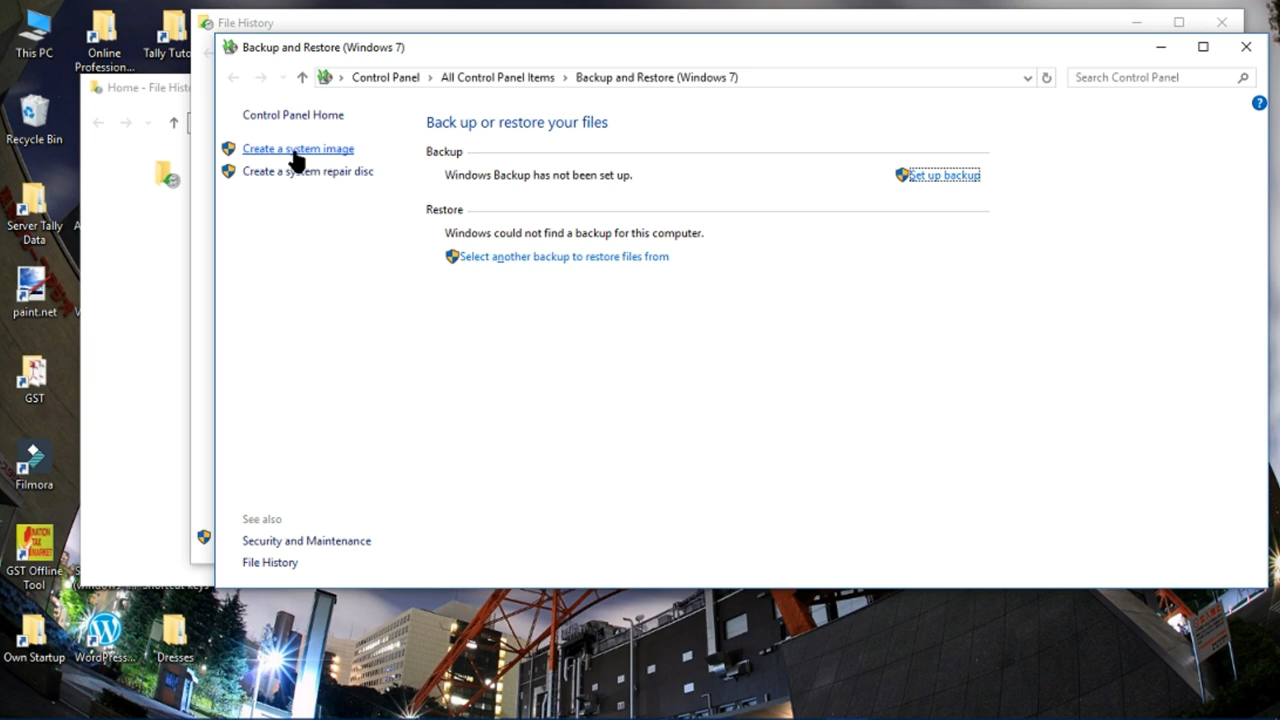 File History
Backup and Restore (Windows 7)
Control Panel
All Control Panel Items
Backup and Restore (Windows 7)
Search Control Panel
Control Panel Home
Create a system image
Create a system repair disc
Back up or restore your files
Backup
Windows Backup has not been set up.
Set up backup
Restore
Windows could not find a backup for this computer.
Select another backup to restore files from
See also
Security and Maintenance
File History
Home - File Hist
This PC
Online
Profession...
Tally Tuto
Recycle Bin
Server Tally
Data
paint.net
GST
Filmora
NATION
TAX
MARKET
GST Offline
Tool
Own Startup
WordPress...
Dresses